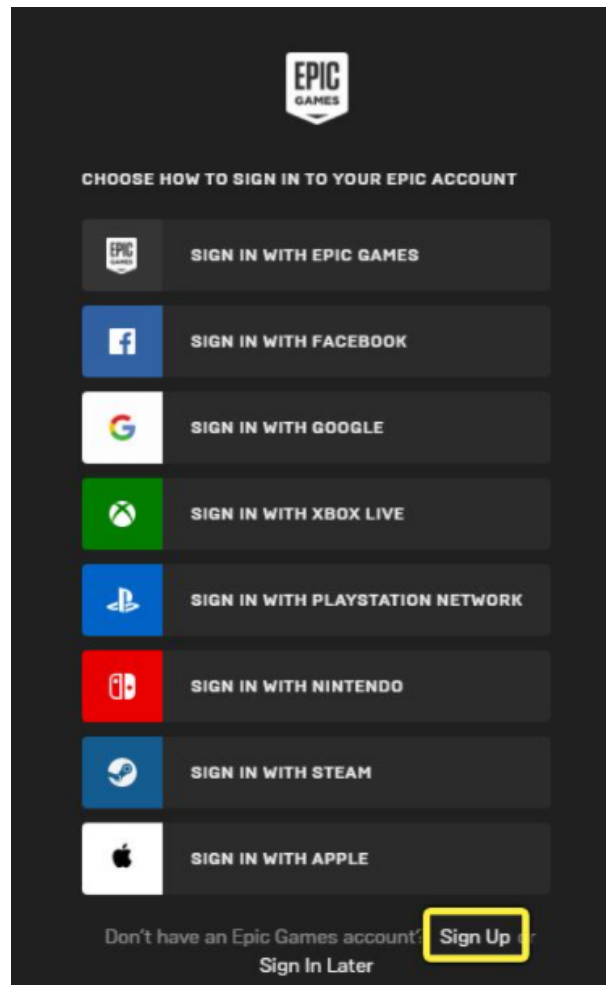 EPIC
GAMES
CHOOSE HOW TO SIGN IN TO YOUR EPIC ACCOUNT
EPIC
GAMES
SIGN IN WITH EPIC GAMES
SIGN IN WITH FACEBOOK
SIGN IN WITH GOOGLE
SIGN IN WITH XBOX LIVE
SIGN IN WITH PLAYSTATION NETWORK
SIGN IN WITH NINTENDO
SIGN IN WITH STEAM
SIGN IN WITH APPLE
Don't have an Epic Games account? Sign Up or
Sign In Later